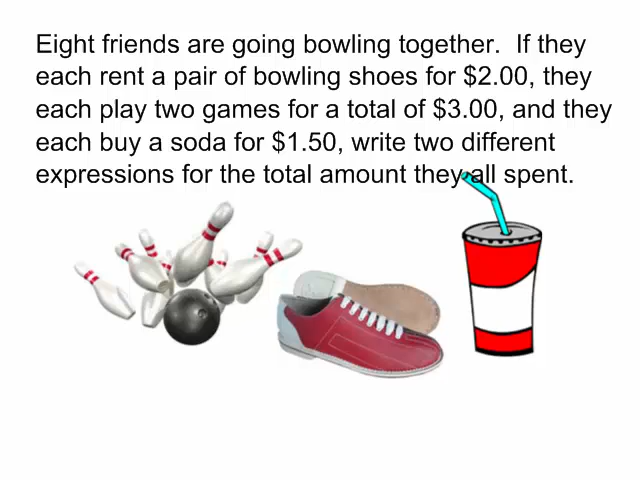 Eight friends are going bowling together.  If they
each rent a pair of bowling shoes for $2.00, they
each play two games for a total of $3.00, and they
each buy a soda for $1.50, write two different
expressions for the total amount they all spent.